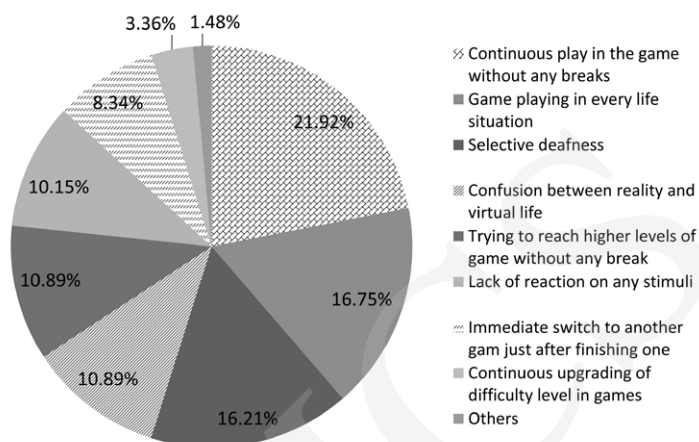 3.36%
1.48%
8.34%
21.92%
10.15%
10.89%
16.75%
10.89%
16.21%
Continuous play in the game
without any breaks
Game playing in every life
situation
Selective deafness
Confusion between reality and
virtual life
Trying to reach higher levels of
game without any break
Lack of reaction on any stimuli
Immediate switch to another
gam just after finishing one
Continuous upgrading of
difficulty level in games
Others